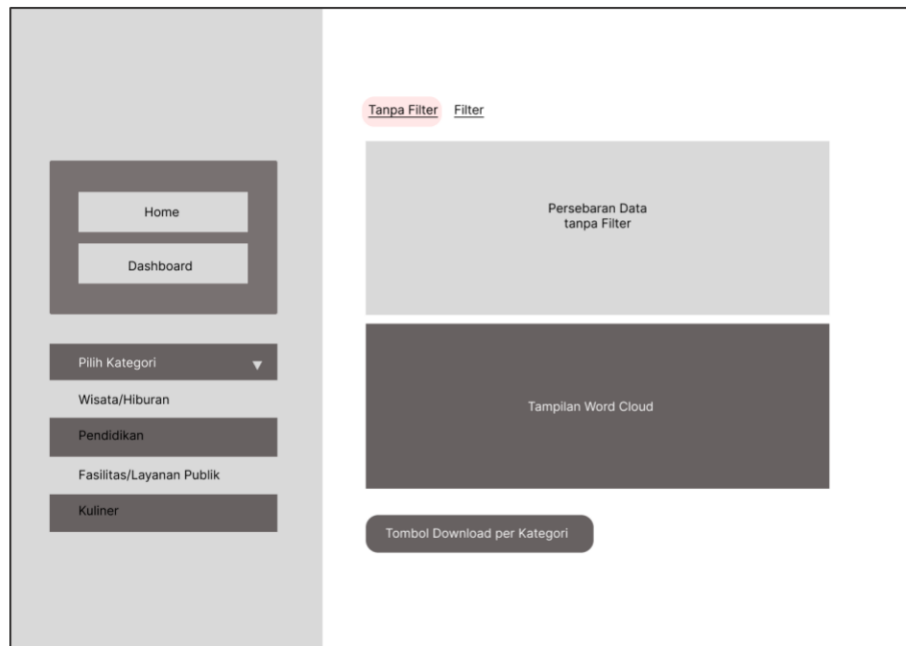 Home
Dashboard
Pilih Kategori
Wisata/Hiburan
Pendidikan
Fasilitas/Layanan Publik
Kuliner
Tanpa Filter
Filter
Persebaran Data
tanpa Filter
Tampilan Word Cloud
Tombol Download per Kategori